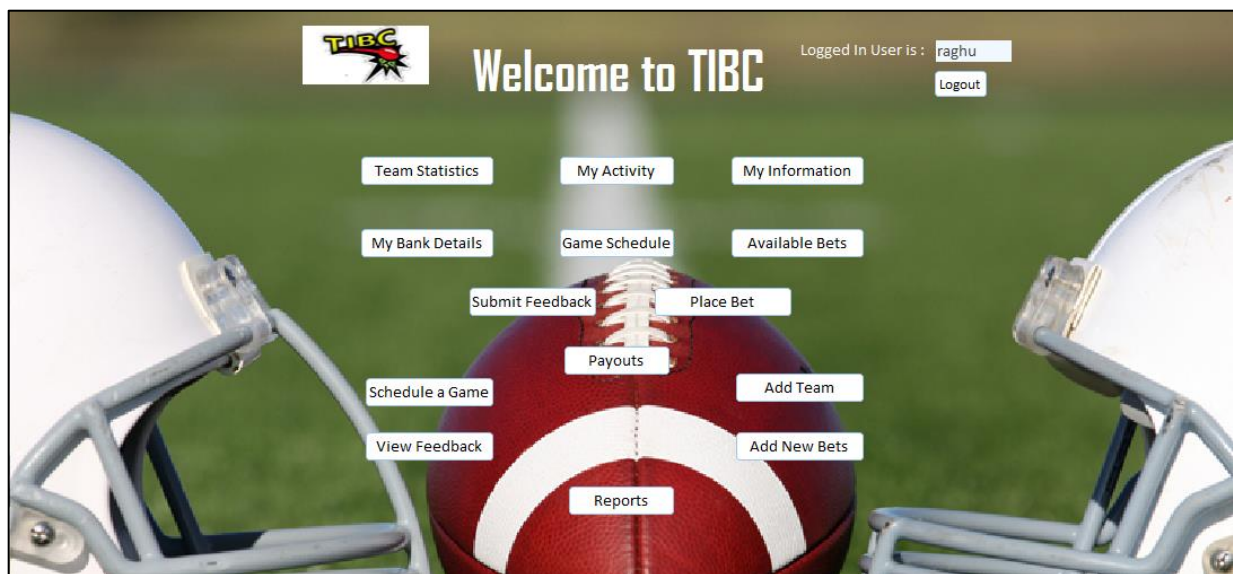 TIBC
Welcome to TIBC
Logged In User is : raghu
Logout
Team Statistics
My Activity
My Information
My Bank Details
Game Schedule
Available Bets
Submit Feedback
Place Bet
Payouts
Schedule a Game
Add Team
View Feedback
Add New Bets
Reports